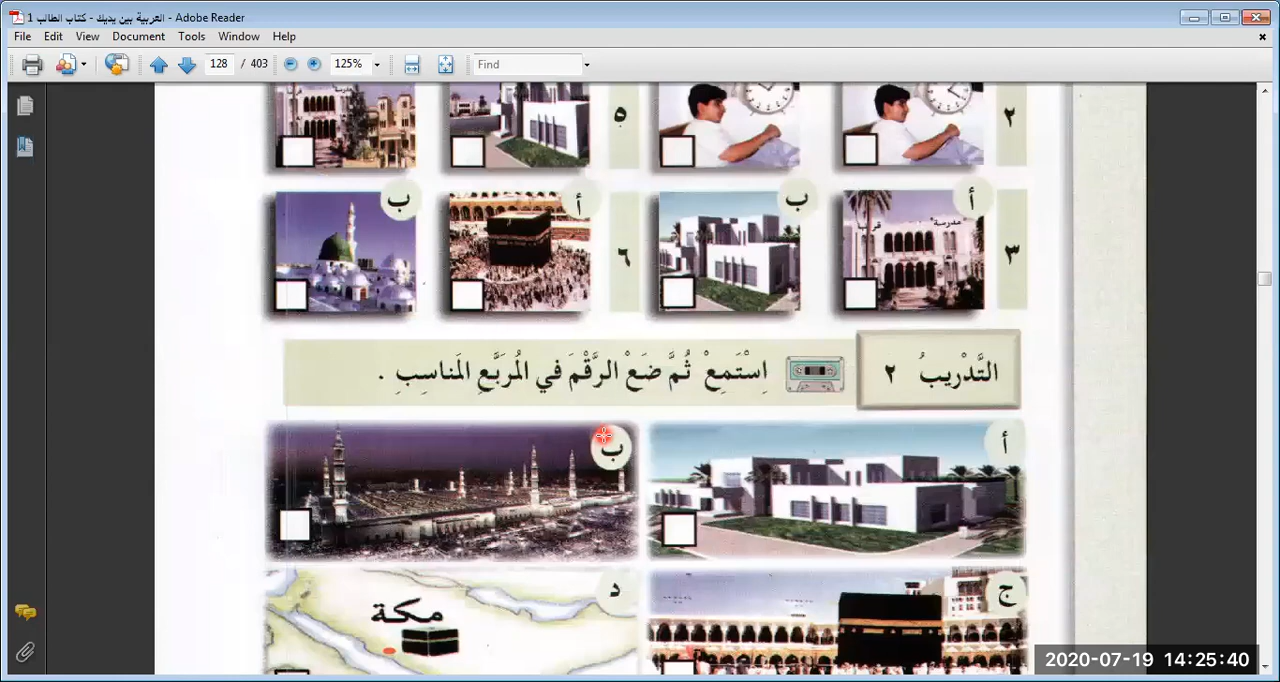 العربية بين يديك - كتاب الطالب 1 - Adobe Reader
File Edit View Document Tools Window Help
128 / 403 125% Find
٥
٢
ب
أ
٦
ب
أ
مدرسة
٣
التَّدْرِيبُ ٢
اِسْتَمِعْ ثُمَّ ضَعْ الرَّقْمَ في المُرَبَّعِ المَناسِبِ .
ب
أ
د
مكة
ج
2020-07-19 14:25:40